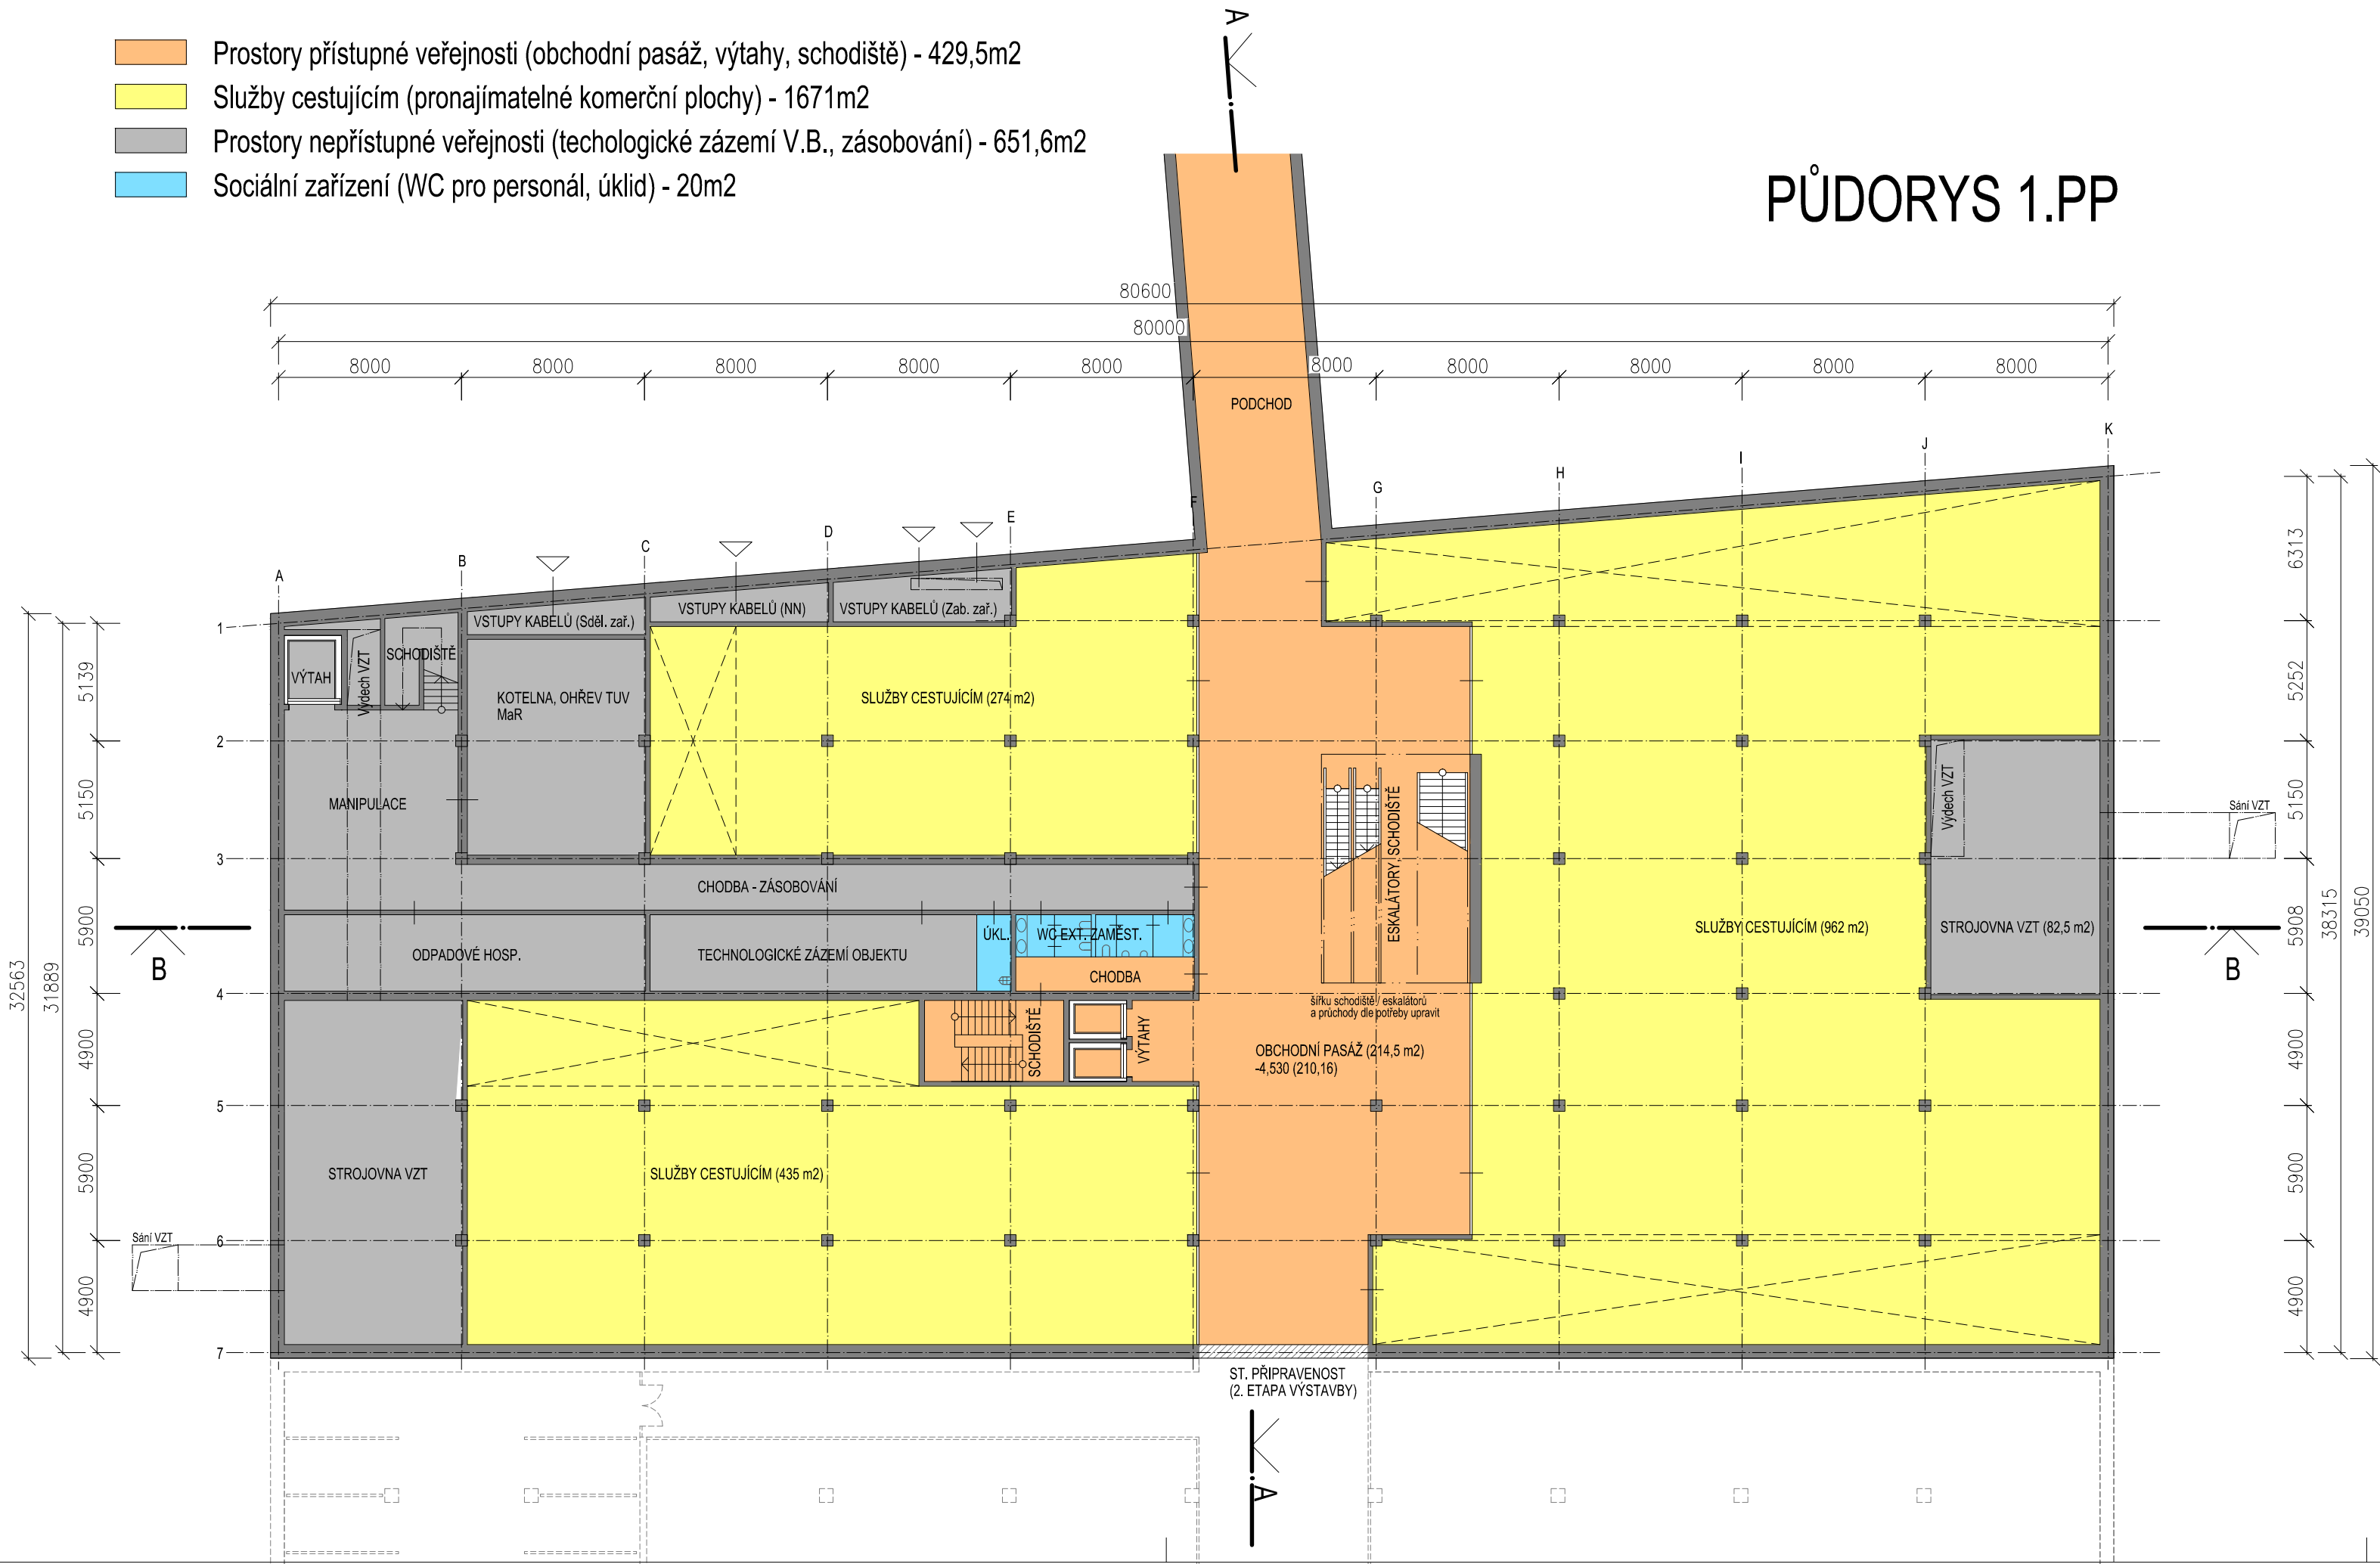 Prostory přístupné veřejnosti (obchodní pasáž, výtahy, schodiště) - 429,5m2
Služby cestujícím (pronajímatelné komerční plochy) - 1671m2
Prostory nepřístupné veřejnosti (techologické zázemí V.B., zásobování) - 651,6m2
Sociální zařízení (WC pro personál, úklid) - 20m2
A
PŮDORYS 1.PP
80600
80000
8000
8000
8000
8000
8000
8000
8000
8000
8000
8000
PODCHOD
A
B
C
D
E
F
G
H
I
J
K
1
2
3
4
5
6
7
5139
5150
5900
4900
5900
4900
31889
32563
6313
5252
5150
5908
4900
5900
4900
38315
39050
VSTUPY KABELŮ (Sděl. zař.)
VSTUPY KABELŮ (NN)
VSTUPY KABELŮ (Zab. zař.)
VÝTAH
Výdech VZT
SCHODIŠTĚ
KOTELNA, OHŘEV TUV
MaR
SLUŽBY CESTUJÍCÍM (274 m2)
MANIPULACE
CHODBA - ZÁSOBOVÁNÍ
ODPADOVÉ HOSP.
TECHNOLOGICKÉ ZÁZEMÍ OBJEKTU
ÚKL.
WC EXT. ZAMĚST.
CHODBA
ESKALÁTORY, SCHODIŠTĚ
šířku schodiště / eskalátorů
a průchody dle potřeby upravit
OBCHODNÍ PASÁŽ (214,5 m2)
-4,530 (210,16)
SCHODIŠTĚ
VÝTAHY
SLUŽBY CESTUJÍCÍM (962 m2)
Výdech VZT
STROJOVNA VZT (82,5 m2)
Sání VZT
B
B
STROJOVNA VZT
SLUŽBY CESTUJÍCÍM (435 m2)
Sání VZT
ST. PŘIPRAVENOST
(2. ETAPA VÝSTAVBY)
A